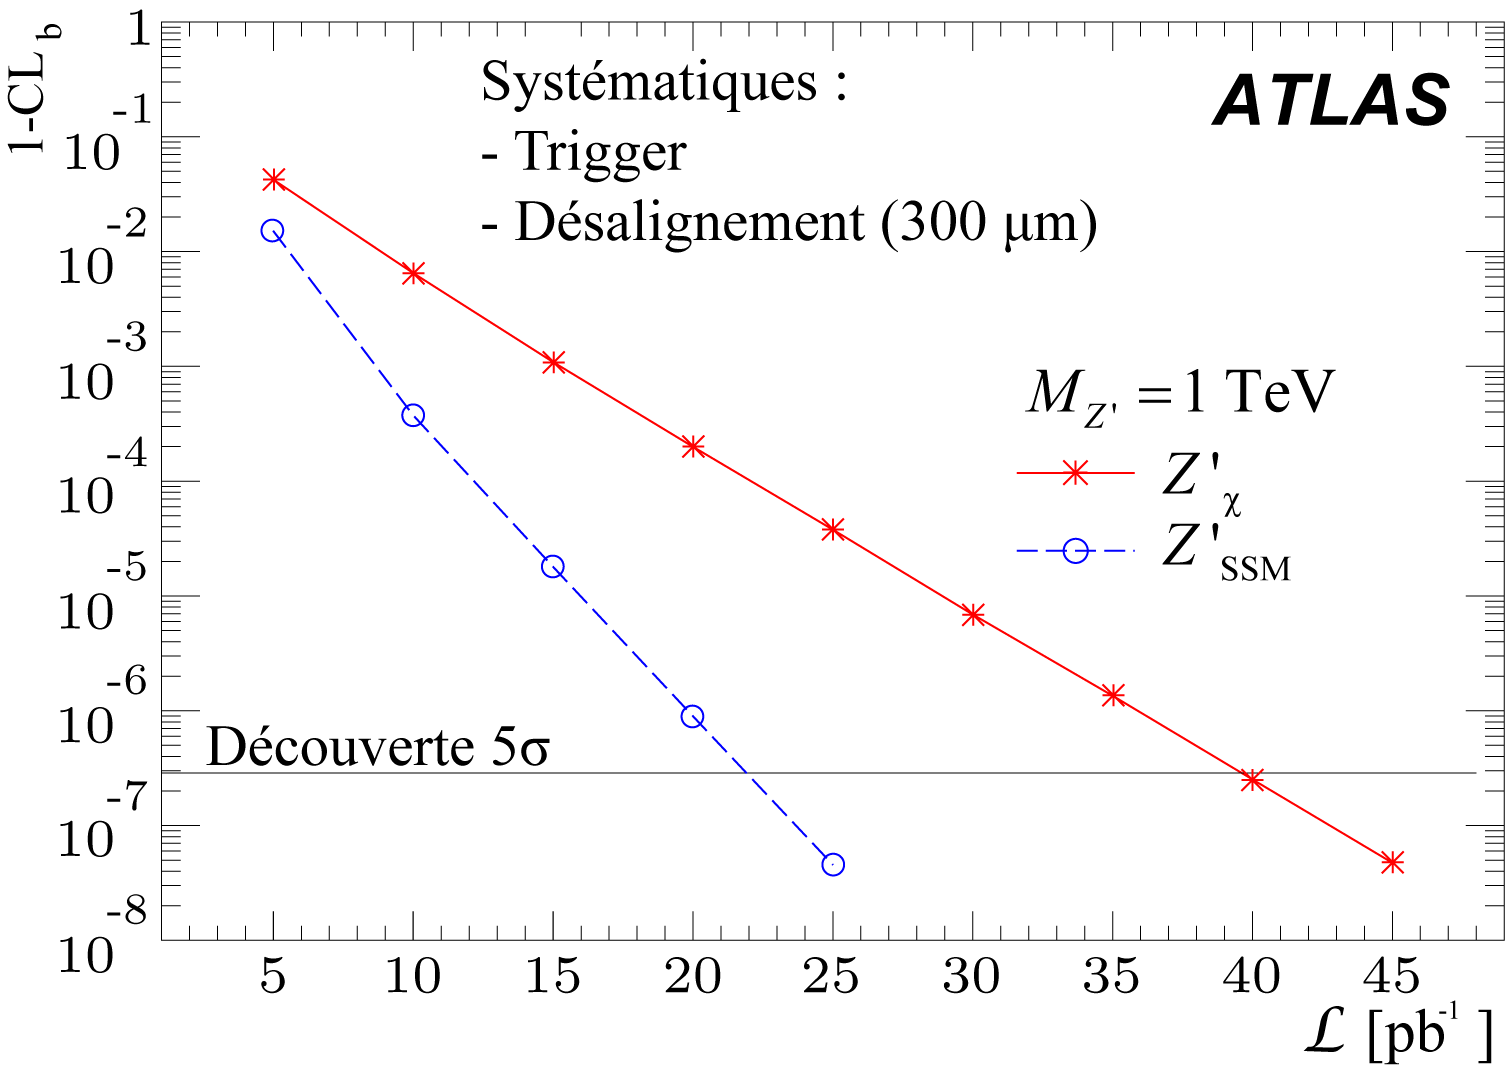 1-CL_b
1
10^-1
10^-2
10^-3
10^-4
10^-5
10^-6
10^-7
10^-8
Systématiques :
- Trigger
- Désalignement (300 μm)
ATLAS
M_Z' = 1 TeV
Z'_χ
Z'_SSM
Découverte 5σ
5 10 15 20 25 30 35 40 45
ℒ [pb^-1 ]